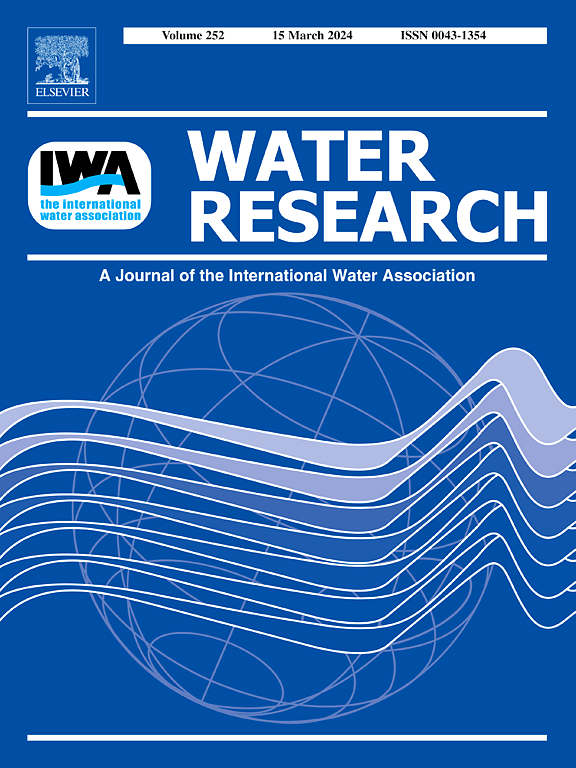 Volume 252 15 March 2024 ISSN 0043-1354
ELSEVIER
IWA
the international
water association
WATER
RESEARCH
A Journal of the International Water Association